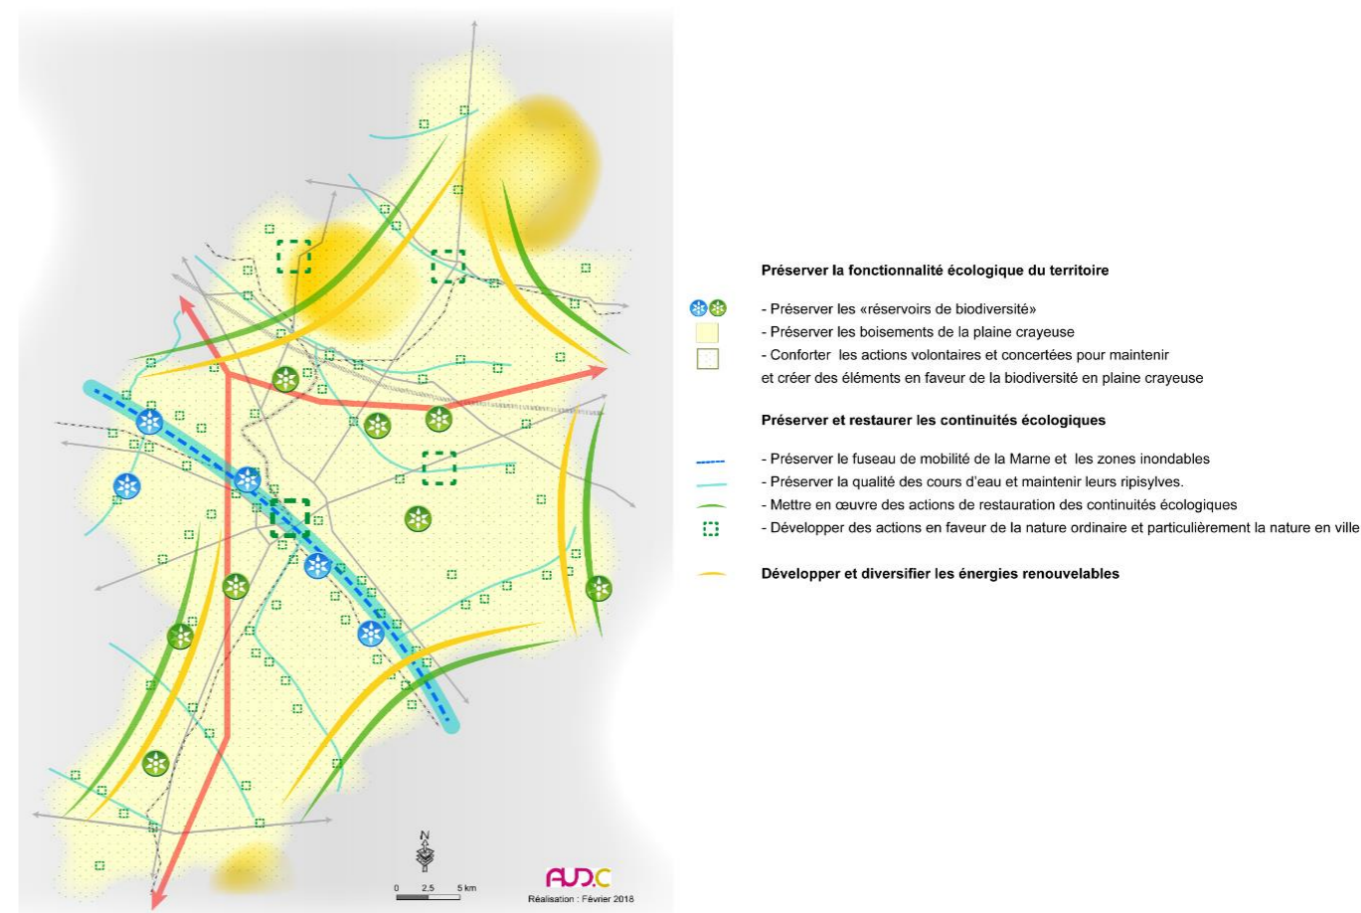 Préserver la fonctionnalité écologique du territoire
- Préserver les «réservoirs de biodiversité»
- Préserver les boisements de la plaine crayeuse
- Conforter les actions volontaires et concertées pour maintenir
et créer des éléments en faveur de la biodiversité en plaine crayeuse
Préserver et restaurer les continuités écologiques
- Préserver le fuseau de mobilité de la Marne et les zones inondables
- Préserver la qualité des cours d'eau et maintenir leurs ripisylves.
- Mettre en œuvre des actions de restauration des continuités écologiques
- Développer des actions en faveur de la nature ordinaire et particulièrement la nature en ville
Développer et diversifier les énergies renouvelables
N
0 2,5 5 km
AUD.C
Réalisation : Février 2018